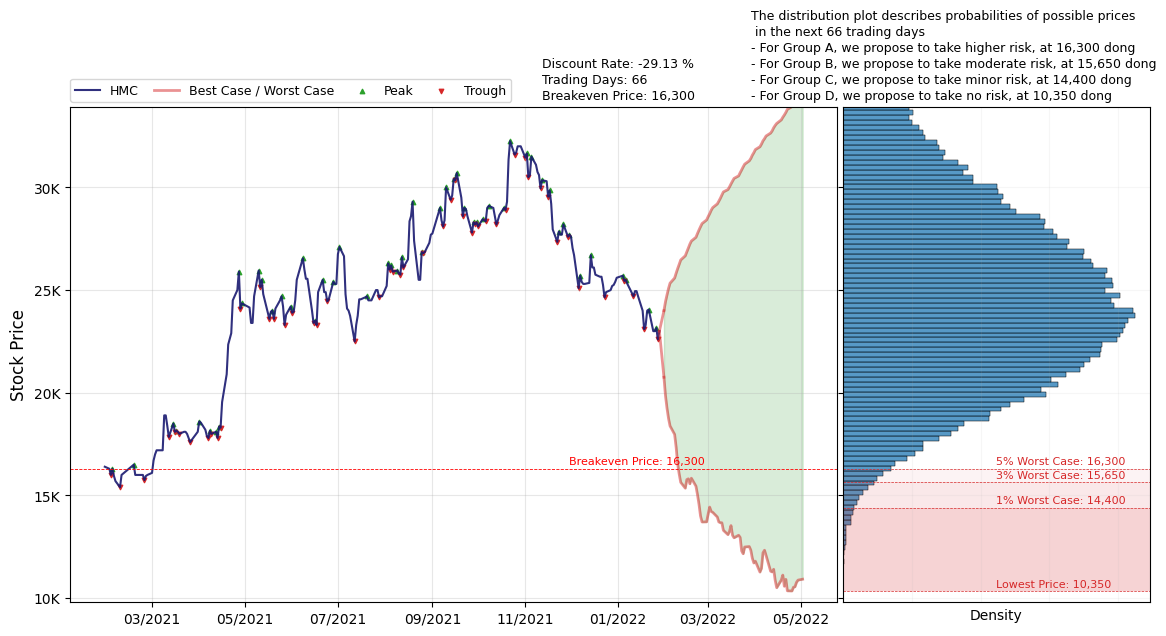 The distribution plot describes probabilities of possible prices
in the next 66 trading days
- For Group A, we propose to take higher risk, at 16,300 dong
- For Group B, we propose to take moderate risk, at 15,650 dong
- For Group C, we propose to take minor risk, at 14,400 dong
- For Group D, we propose to take no risk, at 10,350 dong
Discount Rate: -29.13 %
Trading Days: 66
Breakeven Price: 16,300
HMC
Best Case / Worst Case
Peak
Trough
Stock Price
30K
25K
20K
15K
10K
Breakeven Price: 16,300
5% Worst Case: 16,300
3% Worst Case: 15,650
1% Worst Case: 14,400
Lowest Price: 10,350
03/2021
05/2021
07/2021
09/2021
11/2021
01/2022
03/2022
05/2022
Density